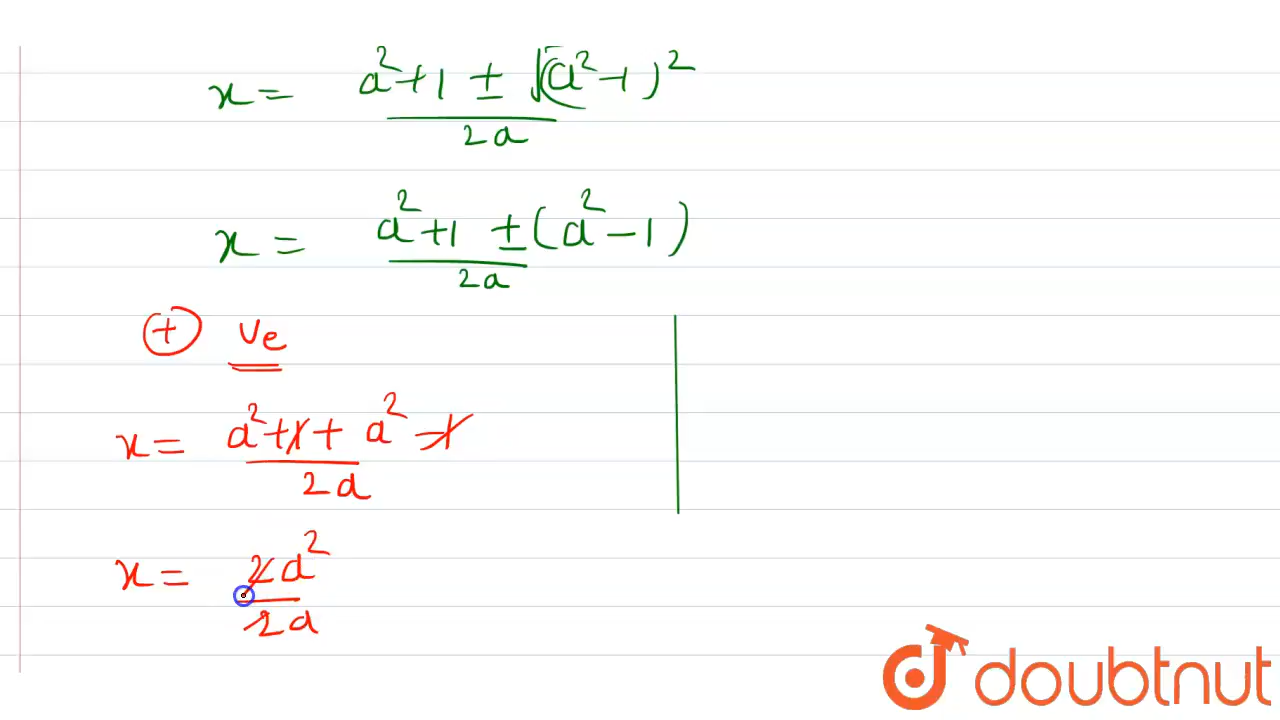 x = a² + 1 ± √(a² - 1)²
2a
x = a² + 1 ± (a² - 1)
2a
+ ve
x = a² + 1 + a² - 1
2a
x = 2a²
2a
doubtnut